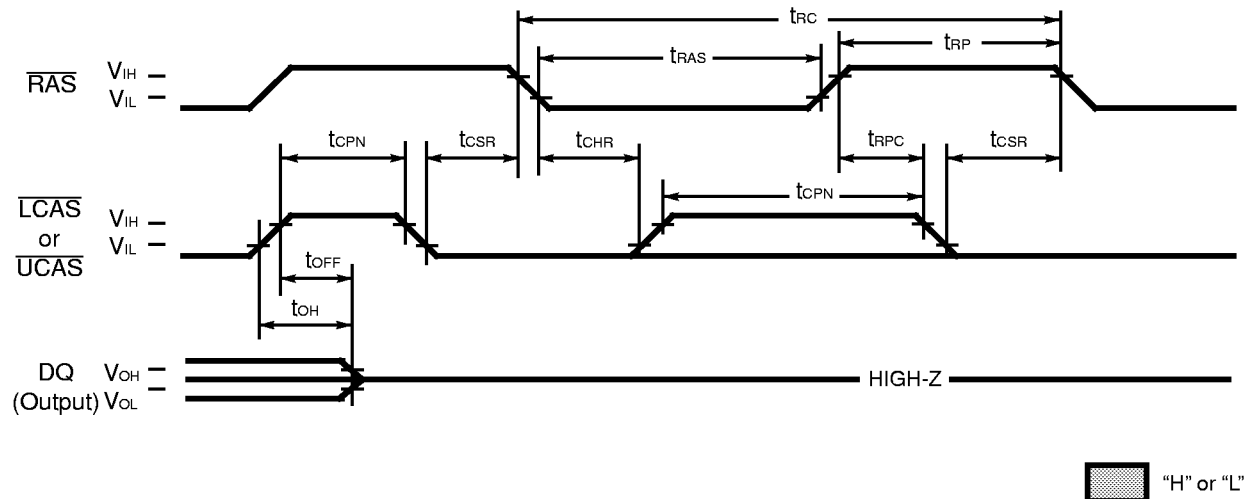 tRC
tRAS
tRP
RAS
VIH
VIL
tCPN
tCSR
tCHR
tRPC
tCSR
tCPN
LCAS
or
UCAS
VIH
VIL
tOFF
tOH
DQ
(Output)
VOH
VOL
HIGH-Z
“H” or “L”